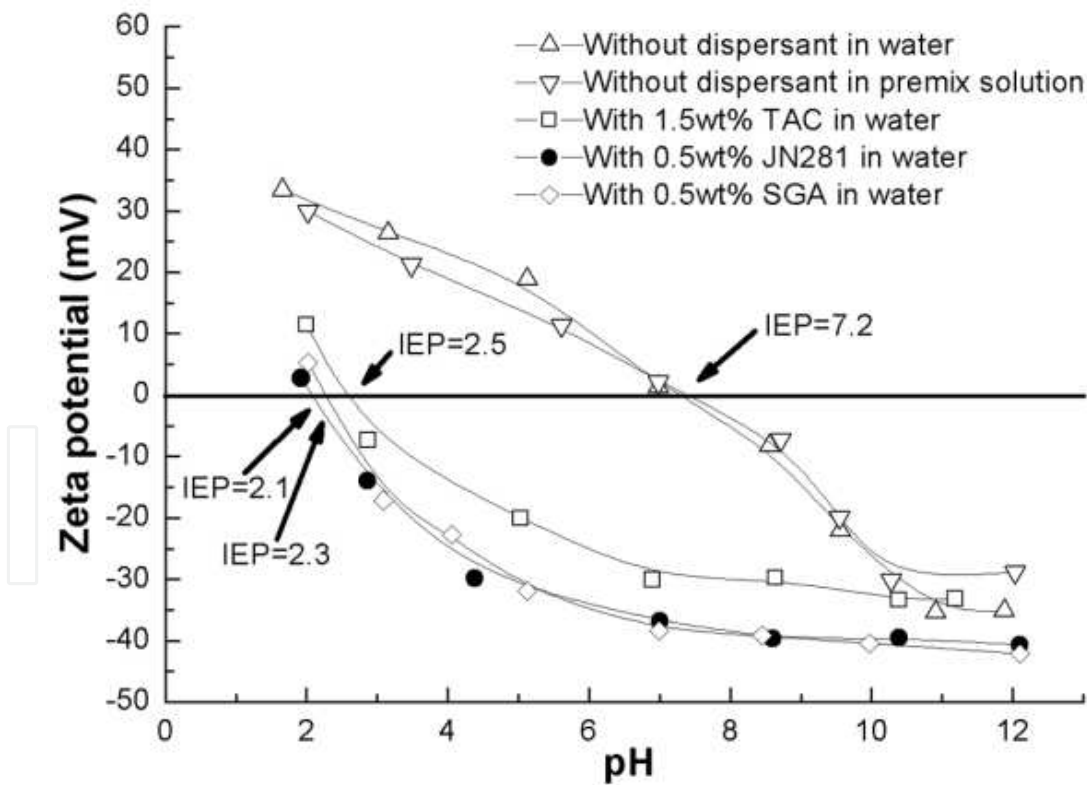 60
50
40
30
20
10
0
-10
-20
-30
-40
-50
Zeta potential (mV)
Without dispersant in water
Without dispersant in premix solution
With 1.5wt% TAC in water
With 0.5wt% JN281 in water
With 0.5wt% SGA in water
IEP=2.5
IEP=7.2
IEP=2.1
IEP=2.3
0 2 4 6 8 10 12
pH